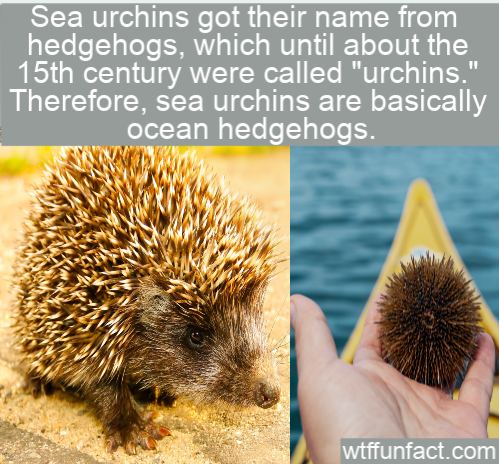 Sea urchins got their name from
hedgehogs, which until about the
15th century were called "urchins."
Therefore, sea urchins are basically
ocean hedgehogs.
wtffunfact.com